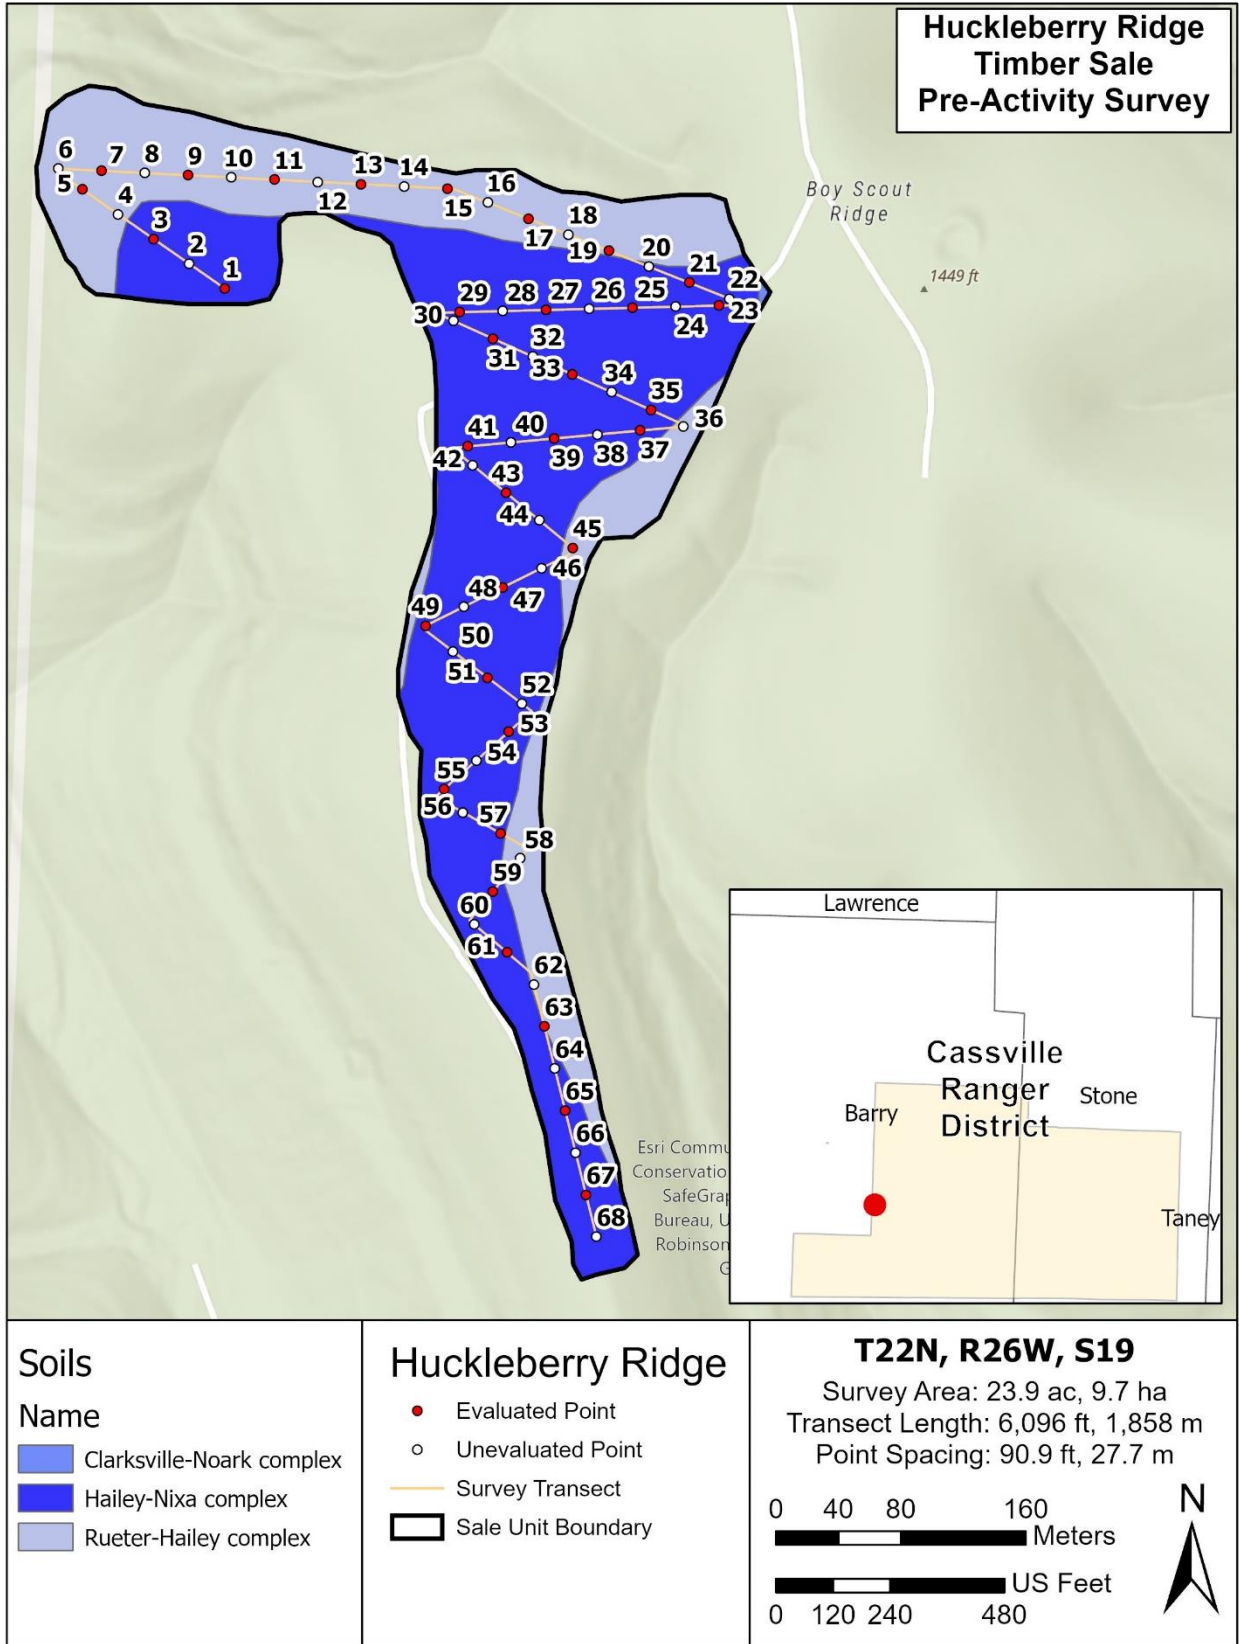 Huckleberry Ridge
Timber Sale
Pre-Activity Survey
Boy Scout
Ridge
1449 ft
6
7
8
9
10
11
12
13
14
15
16
17
18
19
20
21
22
5
4
3
2
1
30
29
28
27
26
25
24
23
31
32
33
34
35
36
41
40
39
38
37
42
43
44
45
46
47
48
49
50
51
52
53
54
55
56
57
58
59
60
61
62
63
64
65
66
67
68
Esri Commu
Conservatio
SafeGrap
Bureau, U
Robinson
G
Lawrence
Cassville
Ranger
District
Barry
Stone
Taney
Soils
Name
Clarksville-Noark complex
Hailey-Nixa complex
Rueter-Hailey complex
Huckleberry Ridge
Evaluated Point
Unevaluated Point
Survey Transect
Sale Unit Boundary
T22N, R26W, S19
Survey Area: 23.9 ac, 9.7 ha
Transect Length: 6,096 ft, 1,858 m
Point Spacing: 90.9 ft, 27.7 m
0 40 80 160
Meters
US Feet
0 120 240 480
N